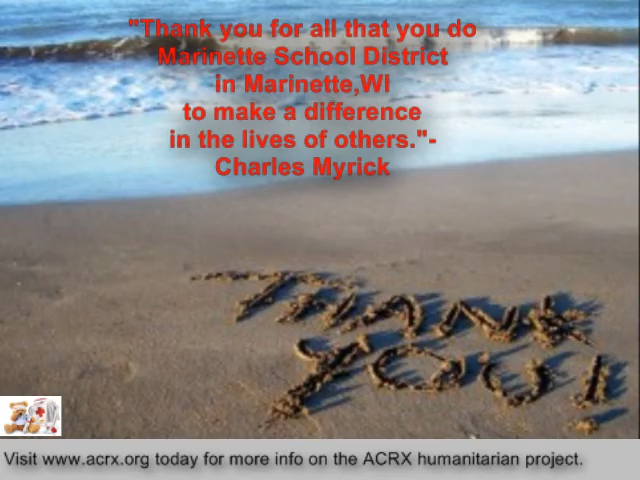 "Thank you for all that you do
Marinette School District
in Marinette,WI
to make a difference
in the lives of others."-
Charles Myrick
THANK
YOU!
Visit www.acrx.org today for more info on the ACRX humanitarian project.